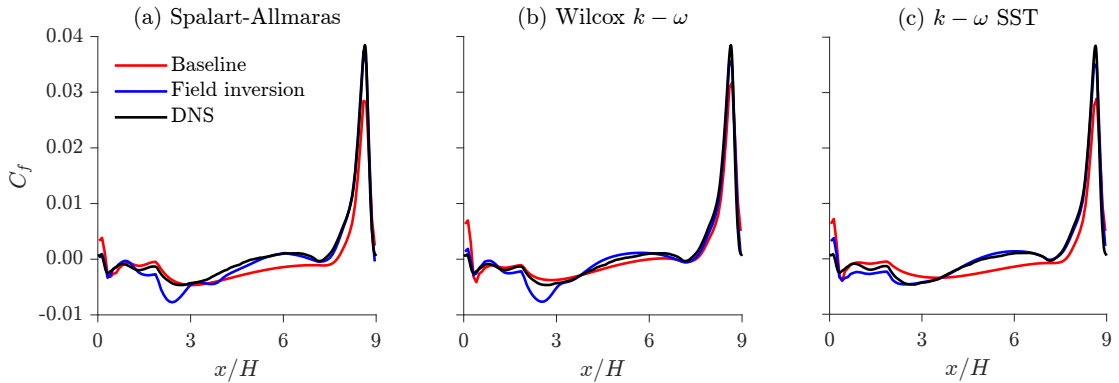 (a) Spalart-Allmaras
(b) Wilcox k − ω
(c) k − ω SST
0.04
0.03
0.02
0.01
0.00
-0.01
C_f
Baseline
Field inversion
DNS
0 3 6 9
0 3 6 9
0 3 6 9
x/H
x/H
x/H